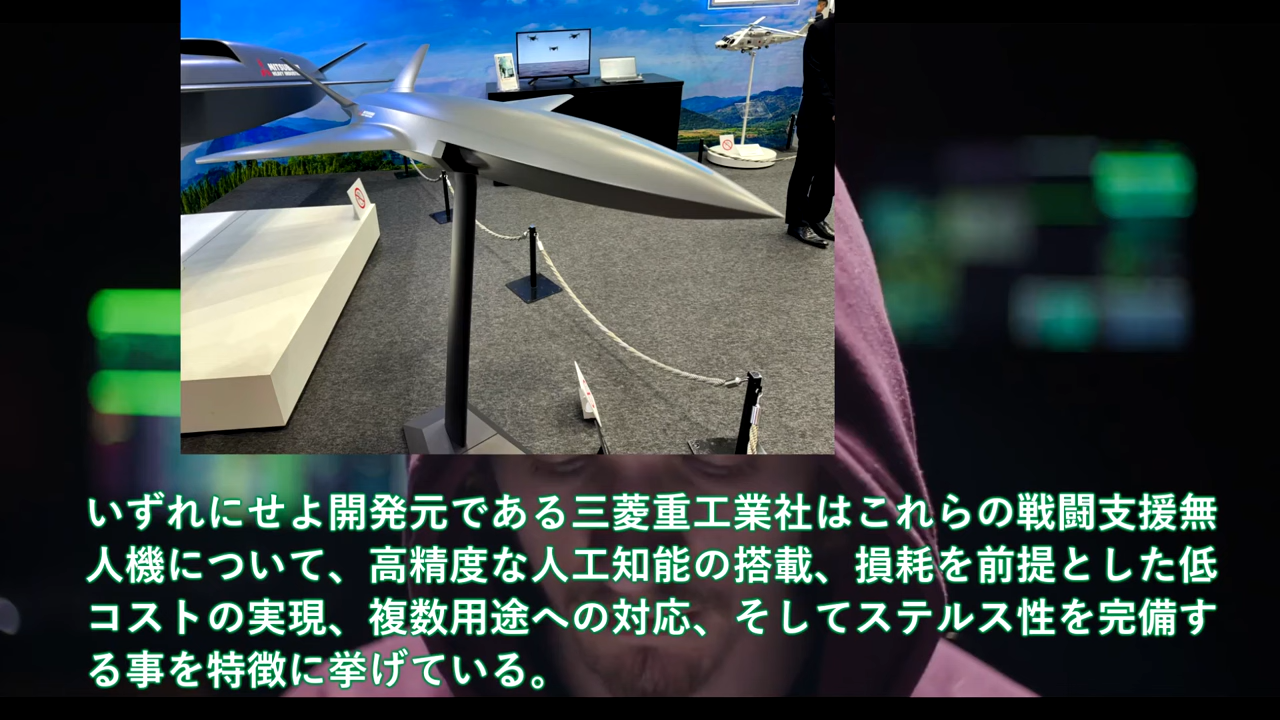 MITSUBISHI
HEAVY INDUSTRIES
いずれにせよ開発元である三菱重工業社はこれらの戦闘支援無
人機について、高精度な人工知能の搭載、損耗を前提とした低
コストの実現、複数用途への対応、そしてステルス性を完備す
る事を特徴に挙げている。